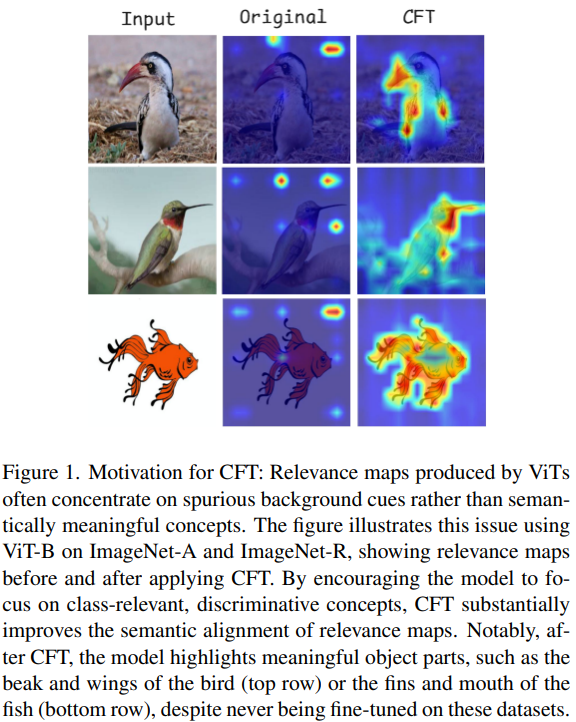 Input Original CFT
Figure 1. Motivation for CFT: Relevance maps produced by ViTs
often concentrate on spurious background cues rather than seman-
tically meaningful concepts. The figure illustrates this issue using
ViT-B on ImageNet-A and ImageNet-R, showing relevance maps
before and after applying CFT. By encouraging the model to fo-
cus on class-relevant, discriminative concepts, CFT substantially
improves the semantic alignment of relevance maps. Notably, af-
ter CFT, the model highlights meaningful object parts, such as the
beak and wings of the bird (top row) or the fins and mouth of the
fish (bottom row), despite never being fine-tuned on these datasets.